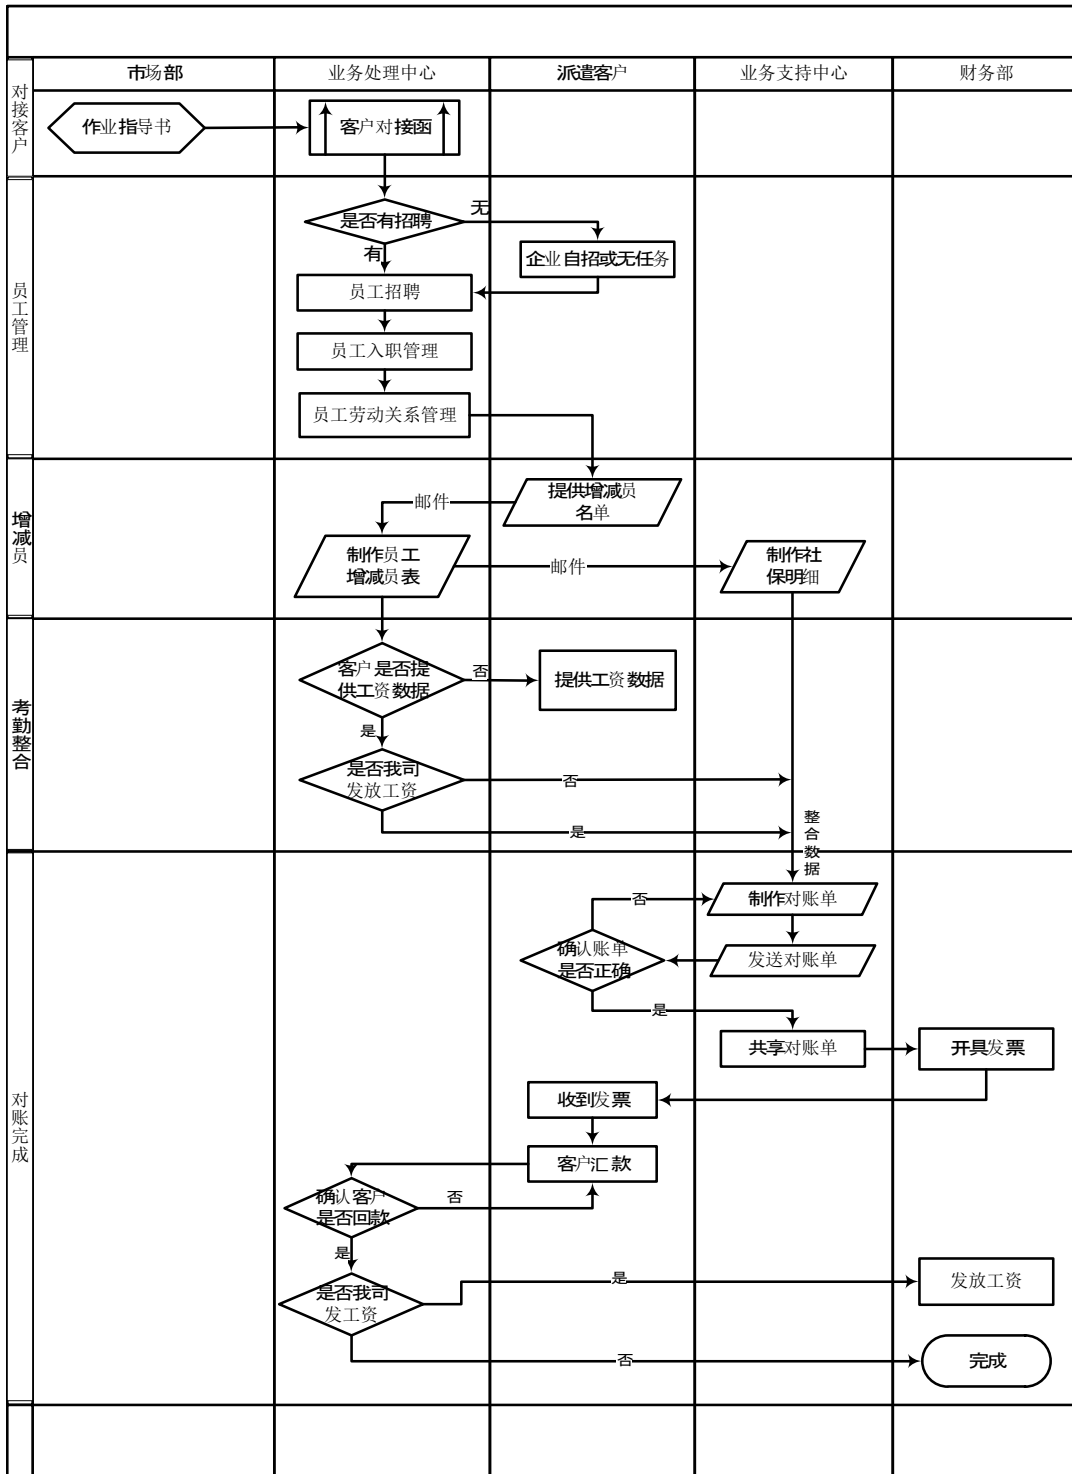 市场部
业务处理中心
派遣客户
业务支持中心
财务部
对接客户
作业指导书
客户对接函
员工管理
是否有招聘
无
有
企业自招或无任务
员工招聘
员工入职管理
员工劳动关系管理
增减员
提供增减员
名单
邮件
制作员工
增减员表
邮件
制作社
保明细
考勤整合
客户是否提
供工资数据
否
提供工资数据
是
是否我司
发放工资
否
是
整合数据
对账完成
制作对账单
否
确认账单
是否正确
发送对账单
是
共享对账单
开具发票
收到发票
客户汇款
确认客户
是否回款
否
是
是否我司
发工资
是
发放工资
否
完成